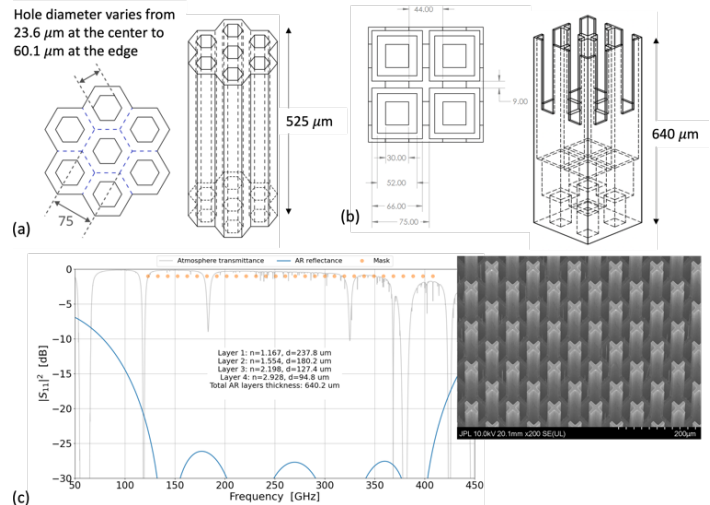 Hole diameter varies from
23.6 μm at the center to
60.1 μm at the edge
525 μm
75
(a)
44.00
9.00
30.00
52.00
66.00
75.00
640 μm
(b)
Atmosphere transmittance
AR reflectance
Mask
0
−5
−10
−15
−20
−25
−30
|S₁₁|² [dB]
Layer 1: n=1.167, d=237.8 um
Layer 2: n=1.554, d=180.2 um
Layer 3: n=2.198, d=127.4 um
Layer 4: n=2.928, d=94.8 um
Total AR layers thickness: 640.2 um
50
100
150
200
250
300
350
400
450
Frequency [GHz]
(c)
JPL 10.0kV 20.1mm x200 SE(UL)
200μm